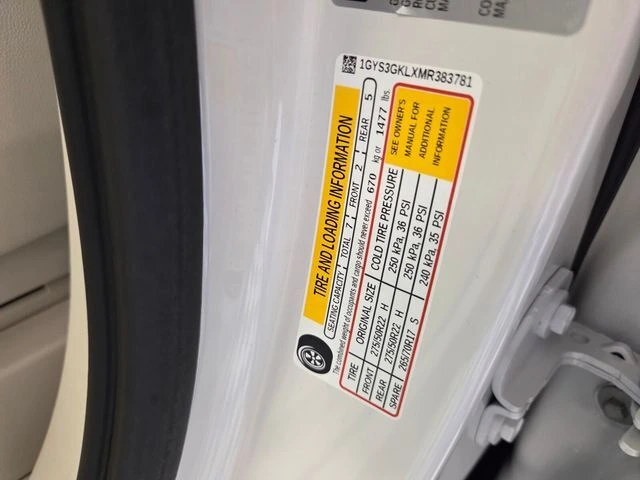 1GYS3GKLXMR383781
TIRE AND LOADING INFORMATION
SEATING CAPACITY TOTAL 7 FRONT 2 REAR 5
The combined weight of occupants and cargo should never exceed 670 kg or 1477 lbs.
TIRE ORIGINAL SIZE COLD TIRE PRESSURE
FRONT 275/50R22 H 250 kPa, 36 PSI
REAR 275/50R22 H 250 kPa, 36 PSI
SPARE 265/70R17 S 240 kPa, 35 PSI
SEE OWNER'S
MANUAL FOR
ADDITIONAL
INFORMATION